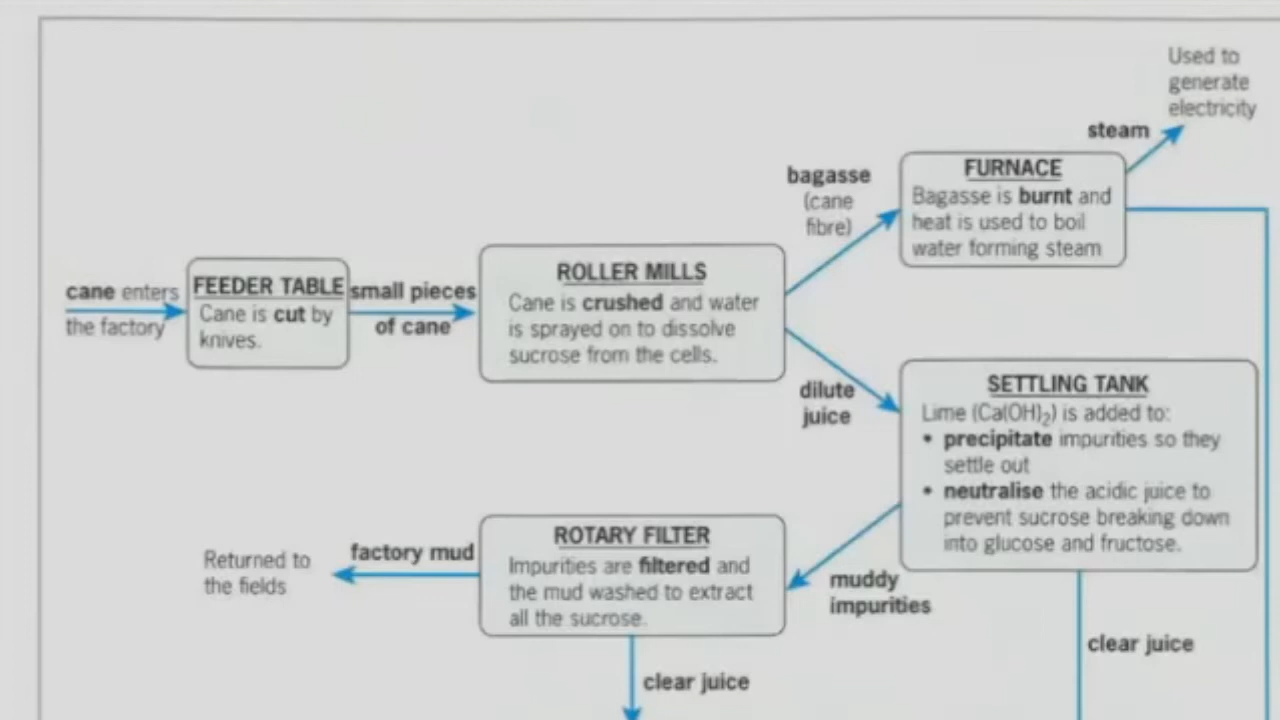 Used to
generate
electricity
steam
bagasse
(cane
fibre)
FURNACE
Bagasse is burnt and
heat is used to boil
water forming steam
cane enters
the factory
FEEDER TABLE
Cane is cut by
knives.
small pieces
of cane
ROLLER MILLS
Cane is crushed and water
is sprayed on to dissolve
sucrose from the cells.
dilute
juice
SETTLING TANK
Lime (Ca(OH)₂) is added to:
• precipitate impurities so they
settle out
• neutralise the acidic juice to
prevent sucrose breaking down
into glucose and fructose.
muddy
impurities
ROTARY FILTER
Impurities are filtered and
the mud washed to extract
all the sucrose.
factory mud
Returned to
the fields
clear juice
clear juice